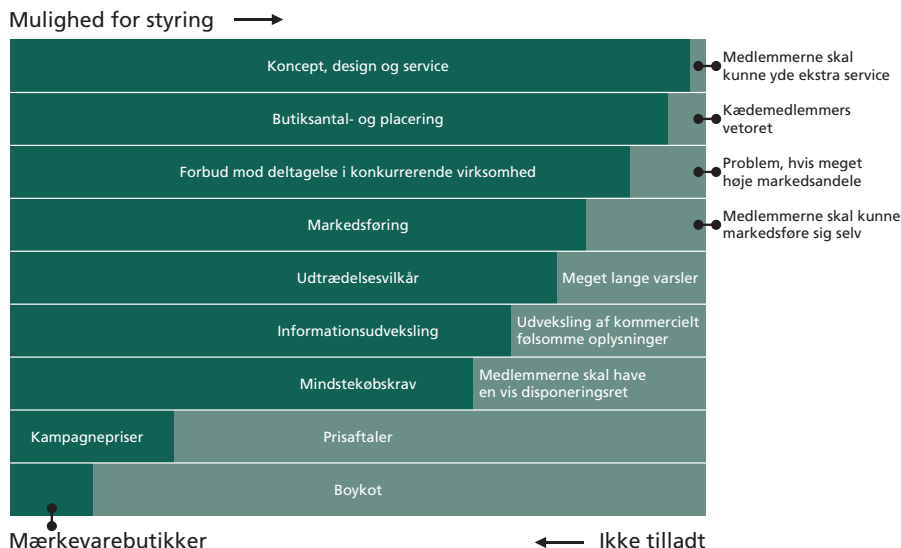 Mulighed for styring
Koncept, design og service
Medlemmerne skal
kunne yde ekstra service
Butiksantal- og placering
Kædemedlemmers
vetoret
Forbud mod deltagelse i konkurrerende virksomhed
Problem, hvis meget
høje markedsandele
Markedsføring
Medlemmerne skal kunne
markedsføre sig selv
Udtrædelsesvilkår
Meget lange varsler
Informationsudveksling
Udveksling af kommercielt
følsomme oplysninger
Mindstekøbskrav
Medlemmerne skal have
en vis disponeringsret
Kampagnepriser
Prisaftaler
Boykot
Mærkevarebutikker
Ikke tilladt